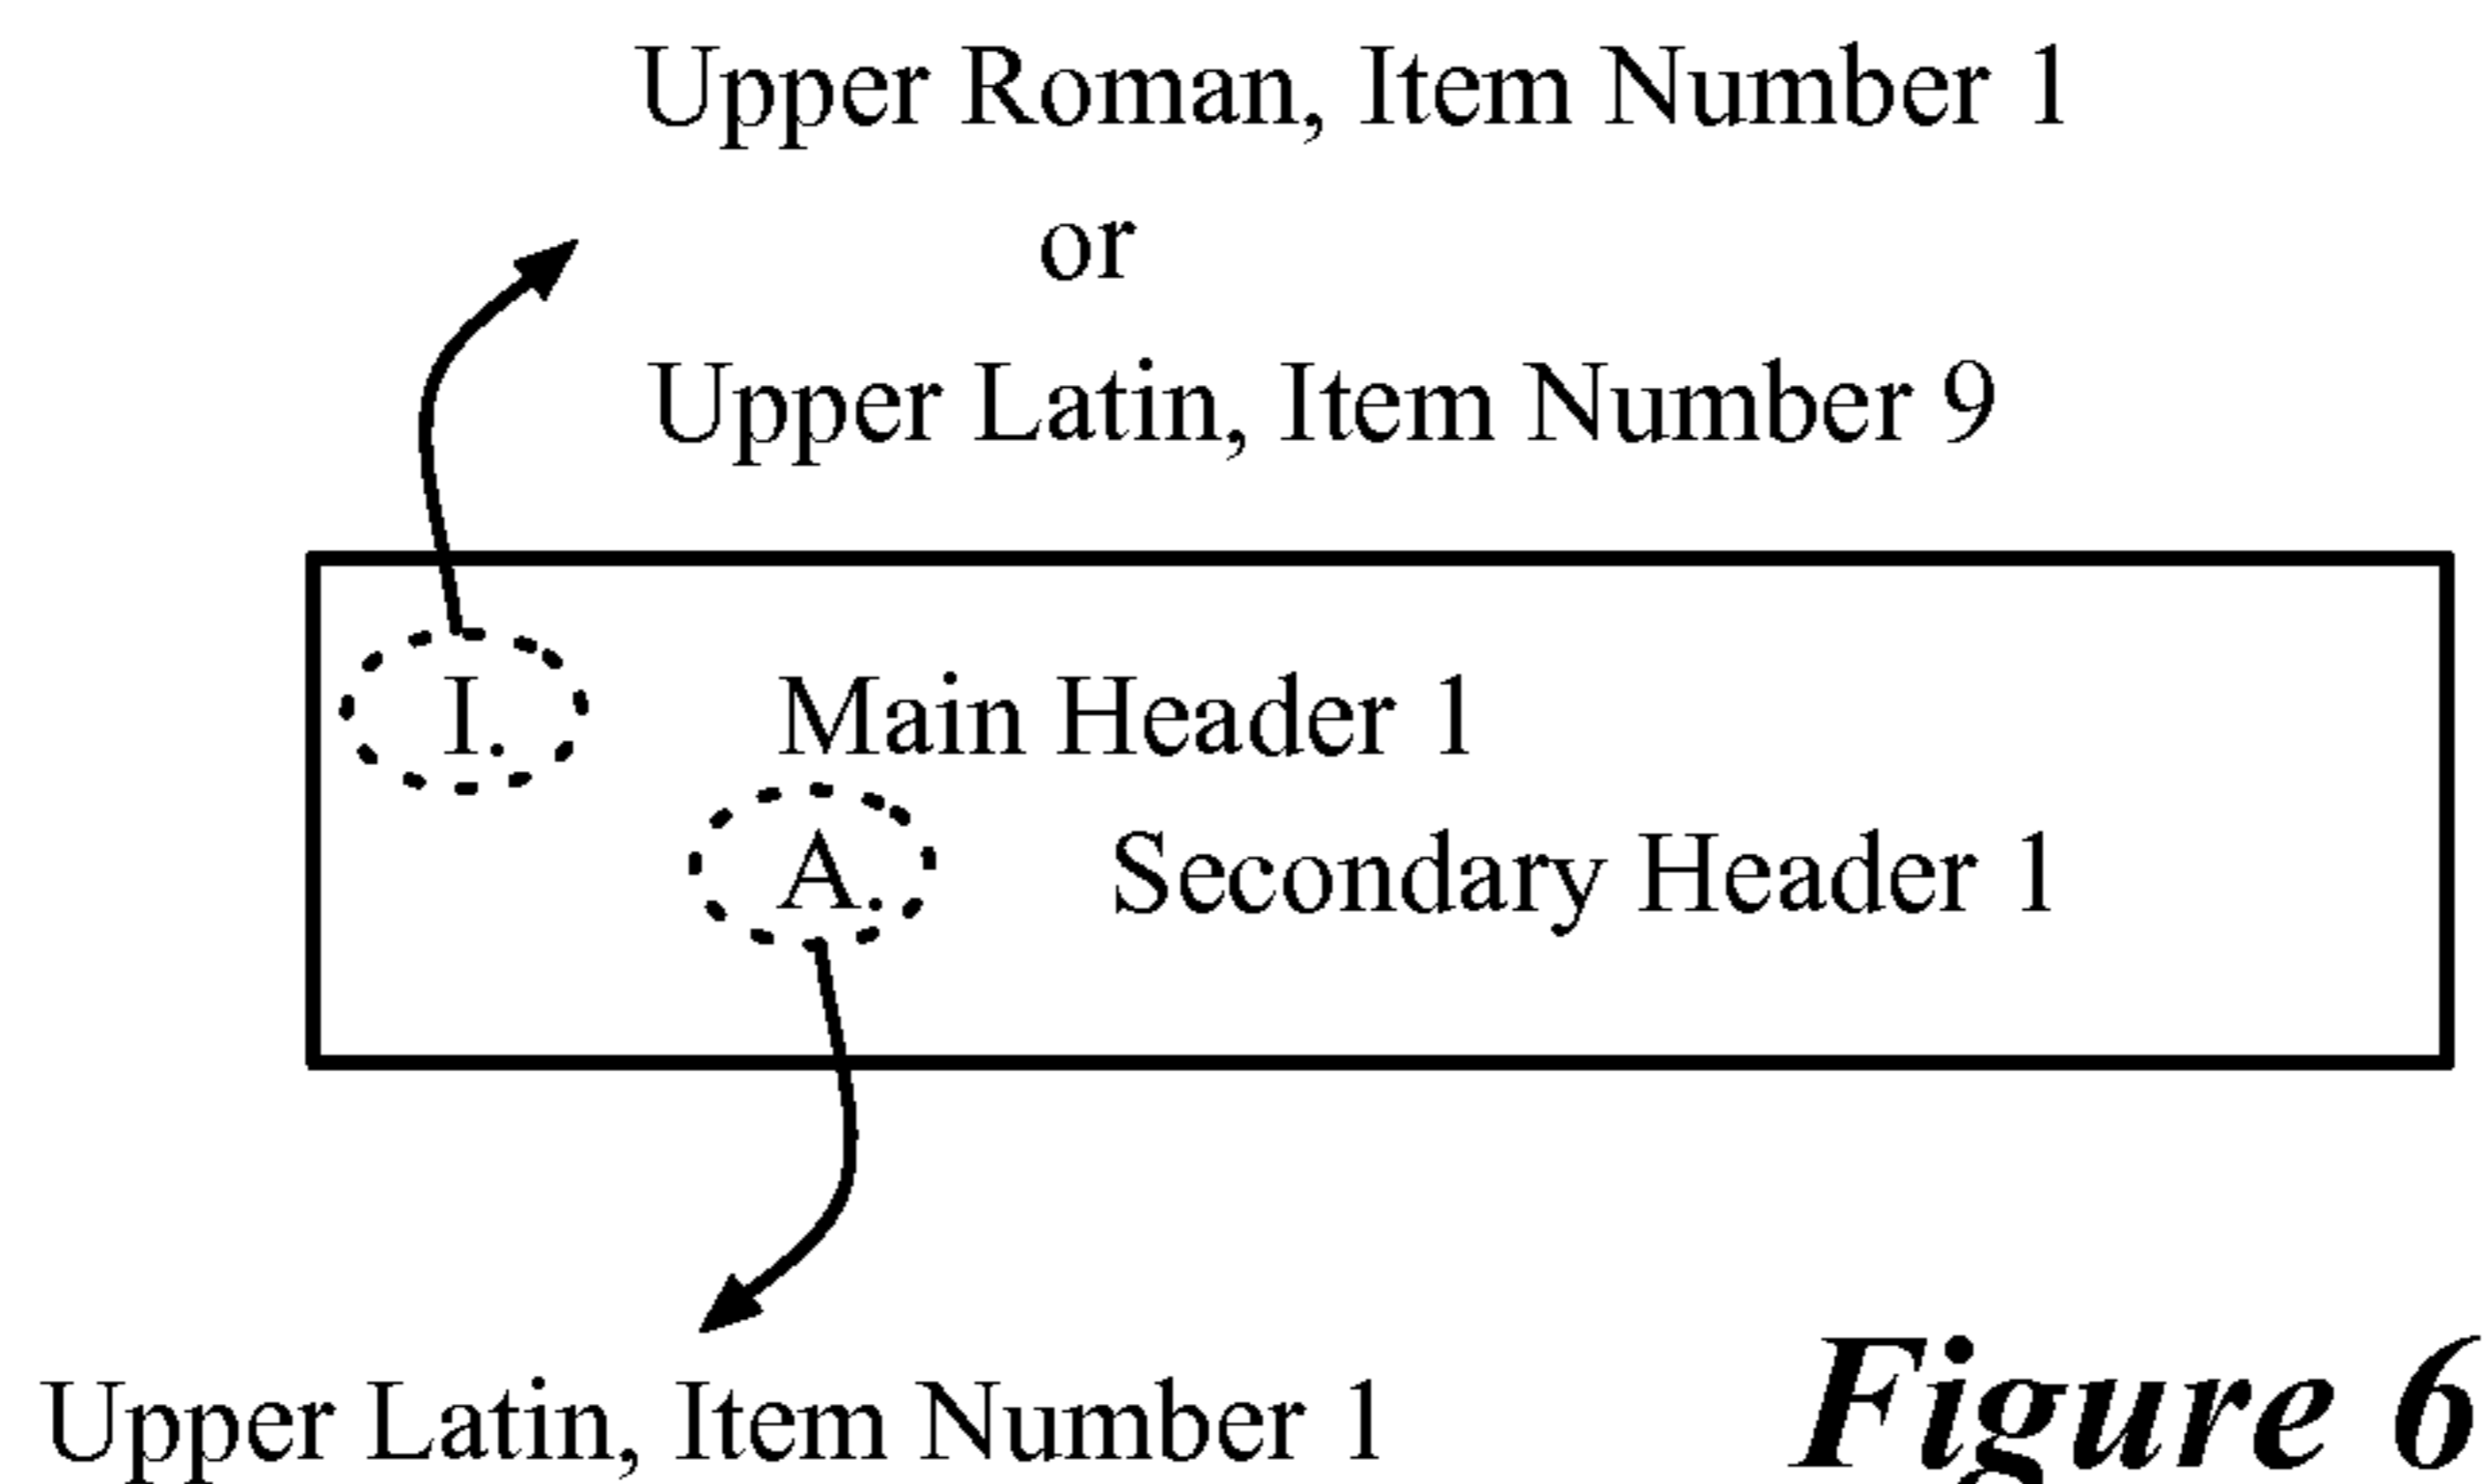 Upper Roman, Item Number 1
or
Upper Latin, Item Number 9
I. Main Header 1
A. Secondary Header 1
Upper Latin, Item Number 1
Figure 6